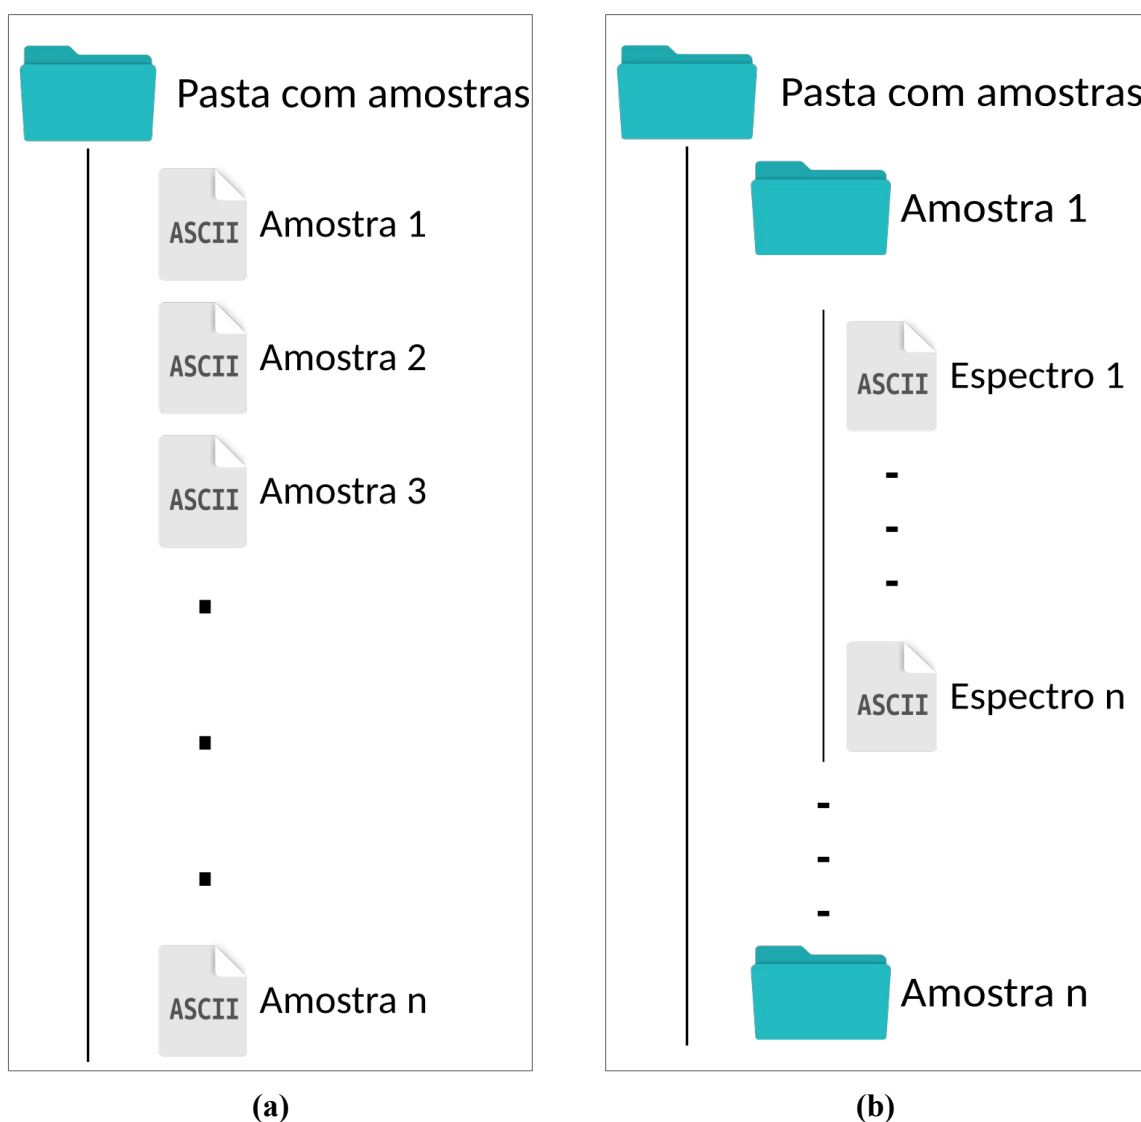 Pasta com amostras
ASCII Amostra 1
ASCII Amostra 2
ASCII Amostra 3
ASCII Amostra n
(a)
Pasta com amostras
Amostra 1
ASCII Espectro 1
ASCII Espectro n
Amostra n
(b)